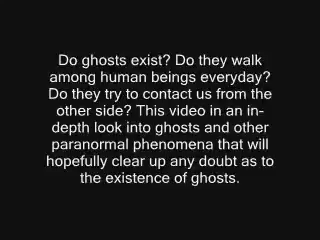 Do ghosts exist? Do they walk
among human beings everyday?
Do they try to contact us from the
other side? This video in an in-
depth look into ghosts and other
paranormal phenomena that will
hopefully clear up any doubt as to
the existence of ghosts.